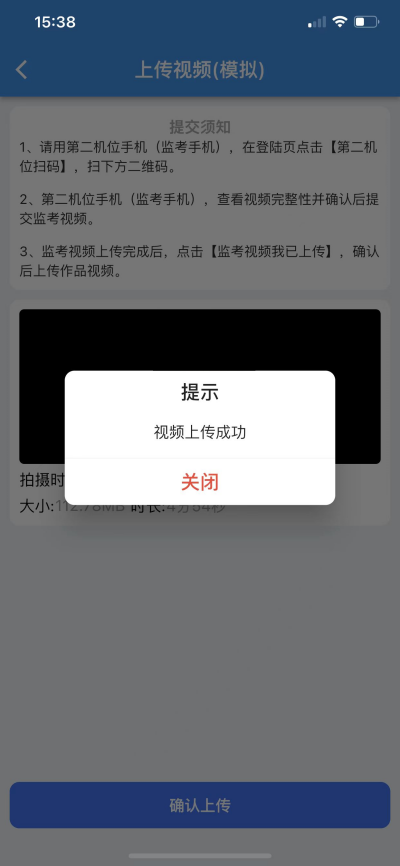 15:38
上传视频(模拟)
提交须知
1、请用第二机位手机（监考手机），在登陆页点击【第二机
位扫码】，扫下方二维码。
2、第二机位手机（监考手机），查看视频完整性并确认后提
交监考视频。
3、监考视频上传完成后，点击【监考视频我已上传】，确认
后上传作品视频。
提示
视频上传成功
关闭
拍摄时
大小:112.78MB 时长:4分54秒
确认上传